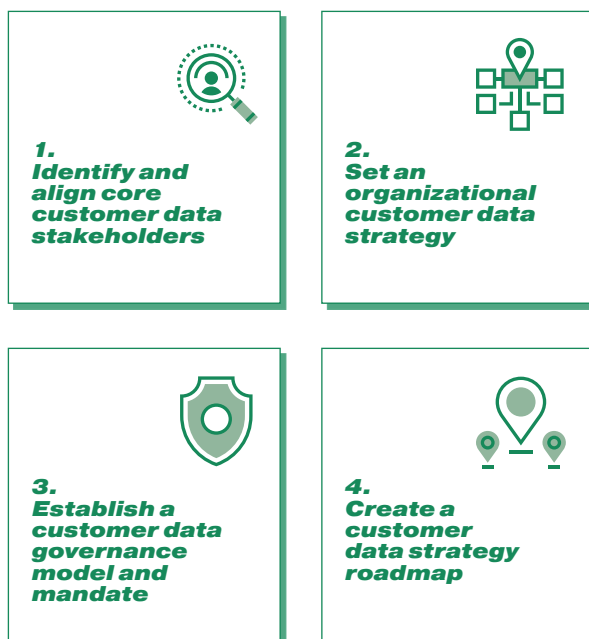 1.
Identify and
align core
customer data
stakeholders
2.
Set an
organizational
customer data
strategy
3.
Establish a
customer data
governance
model and
mandate
4.
Create a
customer
data strategy
roadmap